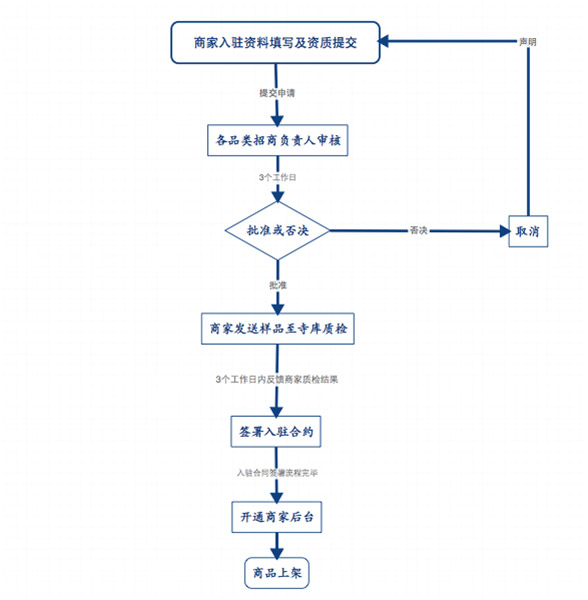 商家入驻资料填写及资质提交
声明
提交申请
各品类招商负责人审核
3个工作日
批准或否决
否决
取消
批准
商家发送样品至寺库质检
3个工作日内反馈商家质检结果
签署入驻合约
入驻合同签署流程完毕
开通商家后台
商品上架